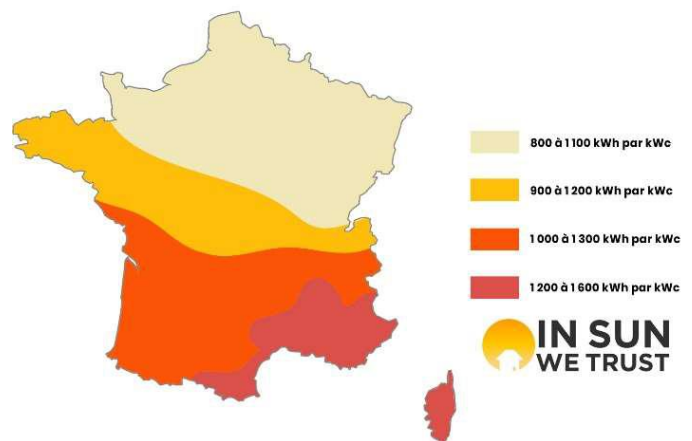 800 à 1 100 kWh par kWc
900 à 1 200 kWh par kWc
1 000 à 1 300 kWh par kWc
1 200 à 1 600 kWh par kWc
IN SUN
WE TRUST